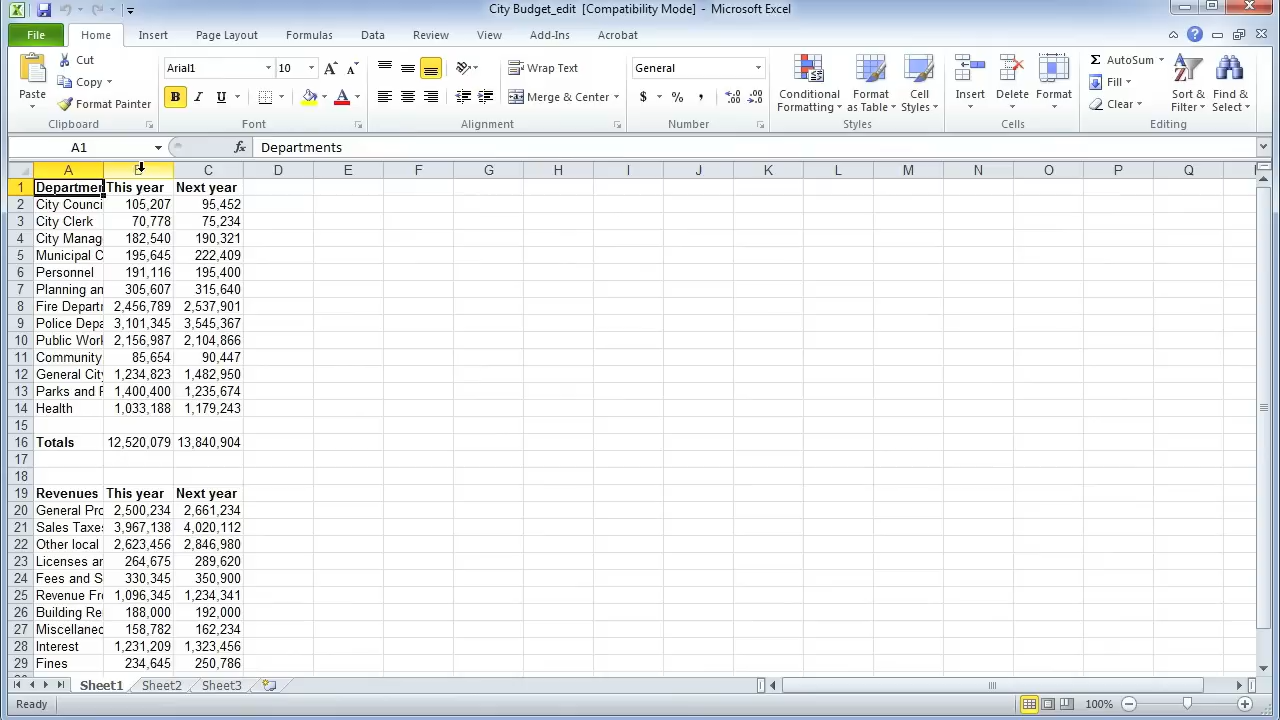 City Budget_edit [Compatibility Mode] - Microsoft Excel
File Home Insert Page Layout Formulas Data Review View Add-Ins Acrobat
Paste
Cut
Copy
Format Painter
Clipboard
Arial1 10
B I U A
Font
Wrap Text
Merge & Center
Alignment
General
$ % ,
Number
Conditional Formatting
Format as Table
Cell Styles
Styles
Insert
Delete
Format
Cells
Σ AutoSum
Fill
Clear
Sort & Filter
Find & Select
Editing
A1 fx Departments
A C D E F G H I J K L M N O P Q
1 Departmen This year Next year
2 City Counci 105,207 95,452
3 City Clerk 70,778 75,234
4 City Manag 182,540 190,321
5 Municipal C 195,645 222,409
6 Personnel 191,116 195,400
7 Planning an 305,607 315,640
8 Fire Departr 2,456,789 2,537,901
9 Police Depa 3,101,345 3,545,367
10 Public Worl 2,156,987 2,104,866
11 Community 85,654 90,447
12 General City 1,234,823 1,482,950
13 Parks and F 1,400,400 1,235,674
14 Health 1,033,188 1,179,243
15
16 Totals 12,520,079 13,840,904
17
18
19 Revenues This year Next year
20 General Pro 2,500,234 2,661,234
21 Sales Taxes 3,967,138 4,020,112
22 Other local 2,623,456 2,846,980
23 Licenses ar 264,675 289,620
24 Fees and S 330,345 350,900
25 Revenue Fro 1,096,345 1,234,341
26 Building Re 188,000 192,000
27 Miscellanec 158,782 162,234
28 Interest 1,231,209 1,323,456
29 Fines 234,645 250,786
Sheet1 Sheet2 Sheet3
Ready 100%